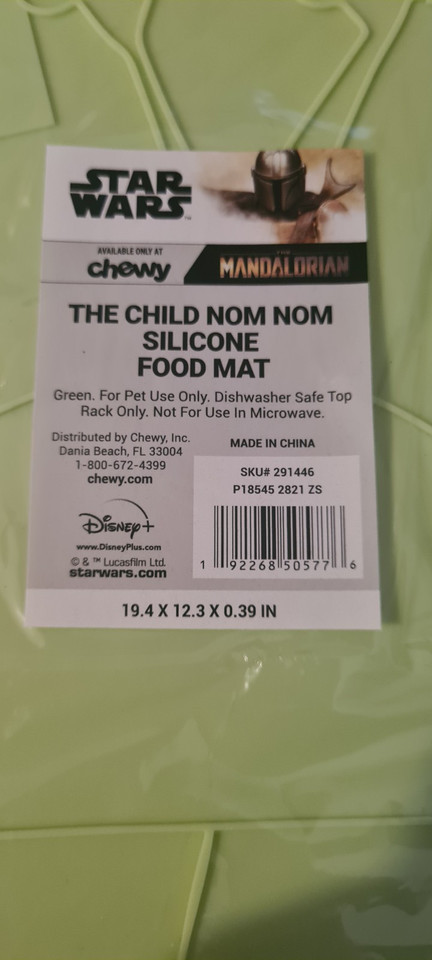 STAR
WARS™
AVAILABLE ONLY AT
chewy
THE
MANDALORIAN
THE CHILD NOM NOM
SILICONE
FOOD MAT
Green. For Pet Use Only. Dishwasher Safe Top
Rack Only. Not For Use In Microwave.
Distributed by Chewy, Inc.
Dania Beach, FL 33004
1-800-672-4399
chewy.com
MADE IN CHINA
SKU# 291446
P18545 2821 ZS
1 92268 50577 6
Disney+
www.DisneyPlus.com
© & ™ Lucasfilm Ltd.
starwars.com
19.4 X 12.3 X 0.39 IN